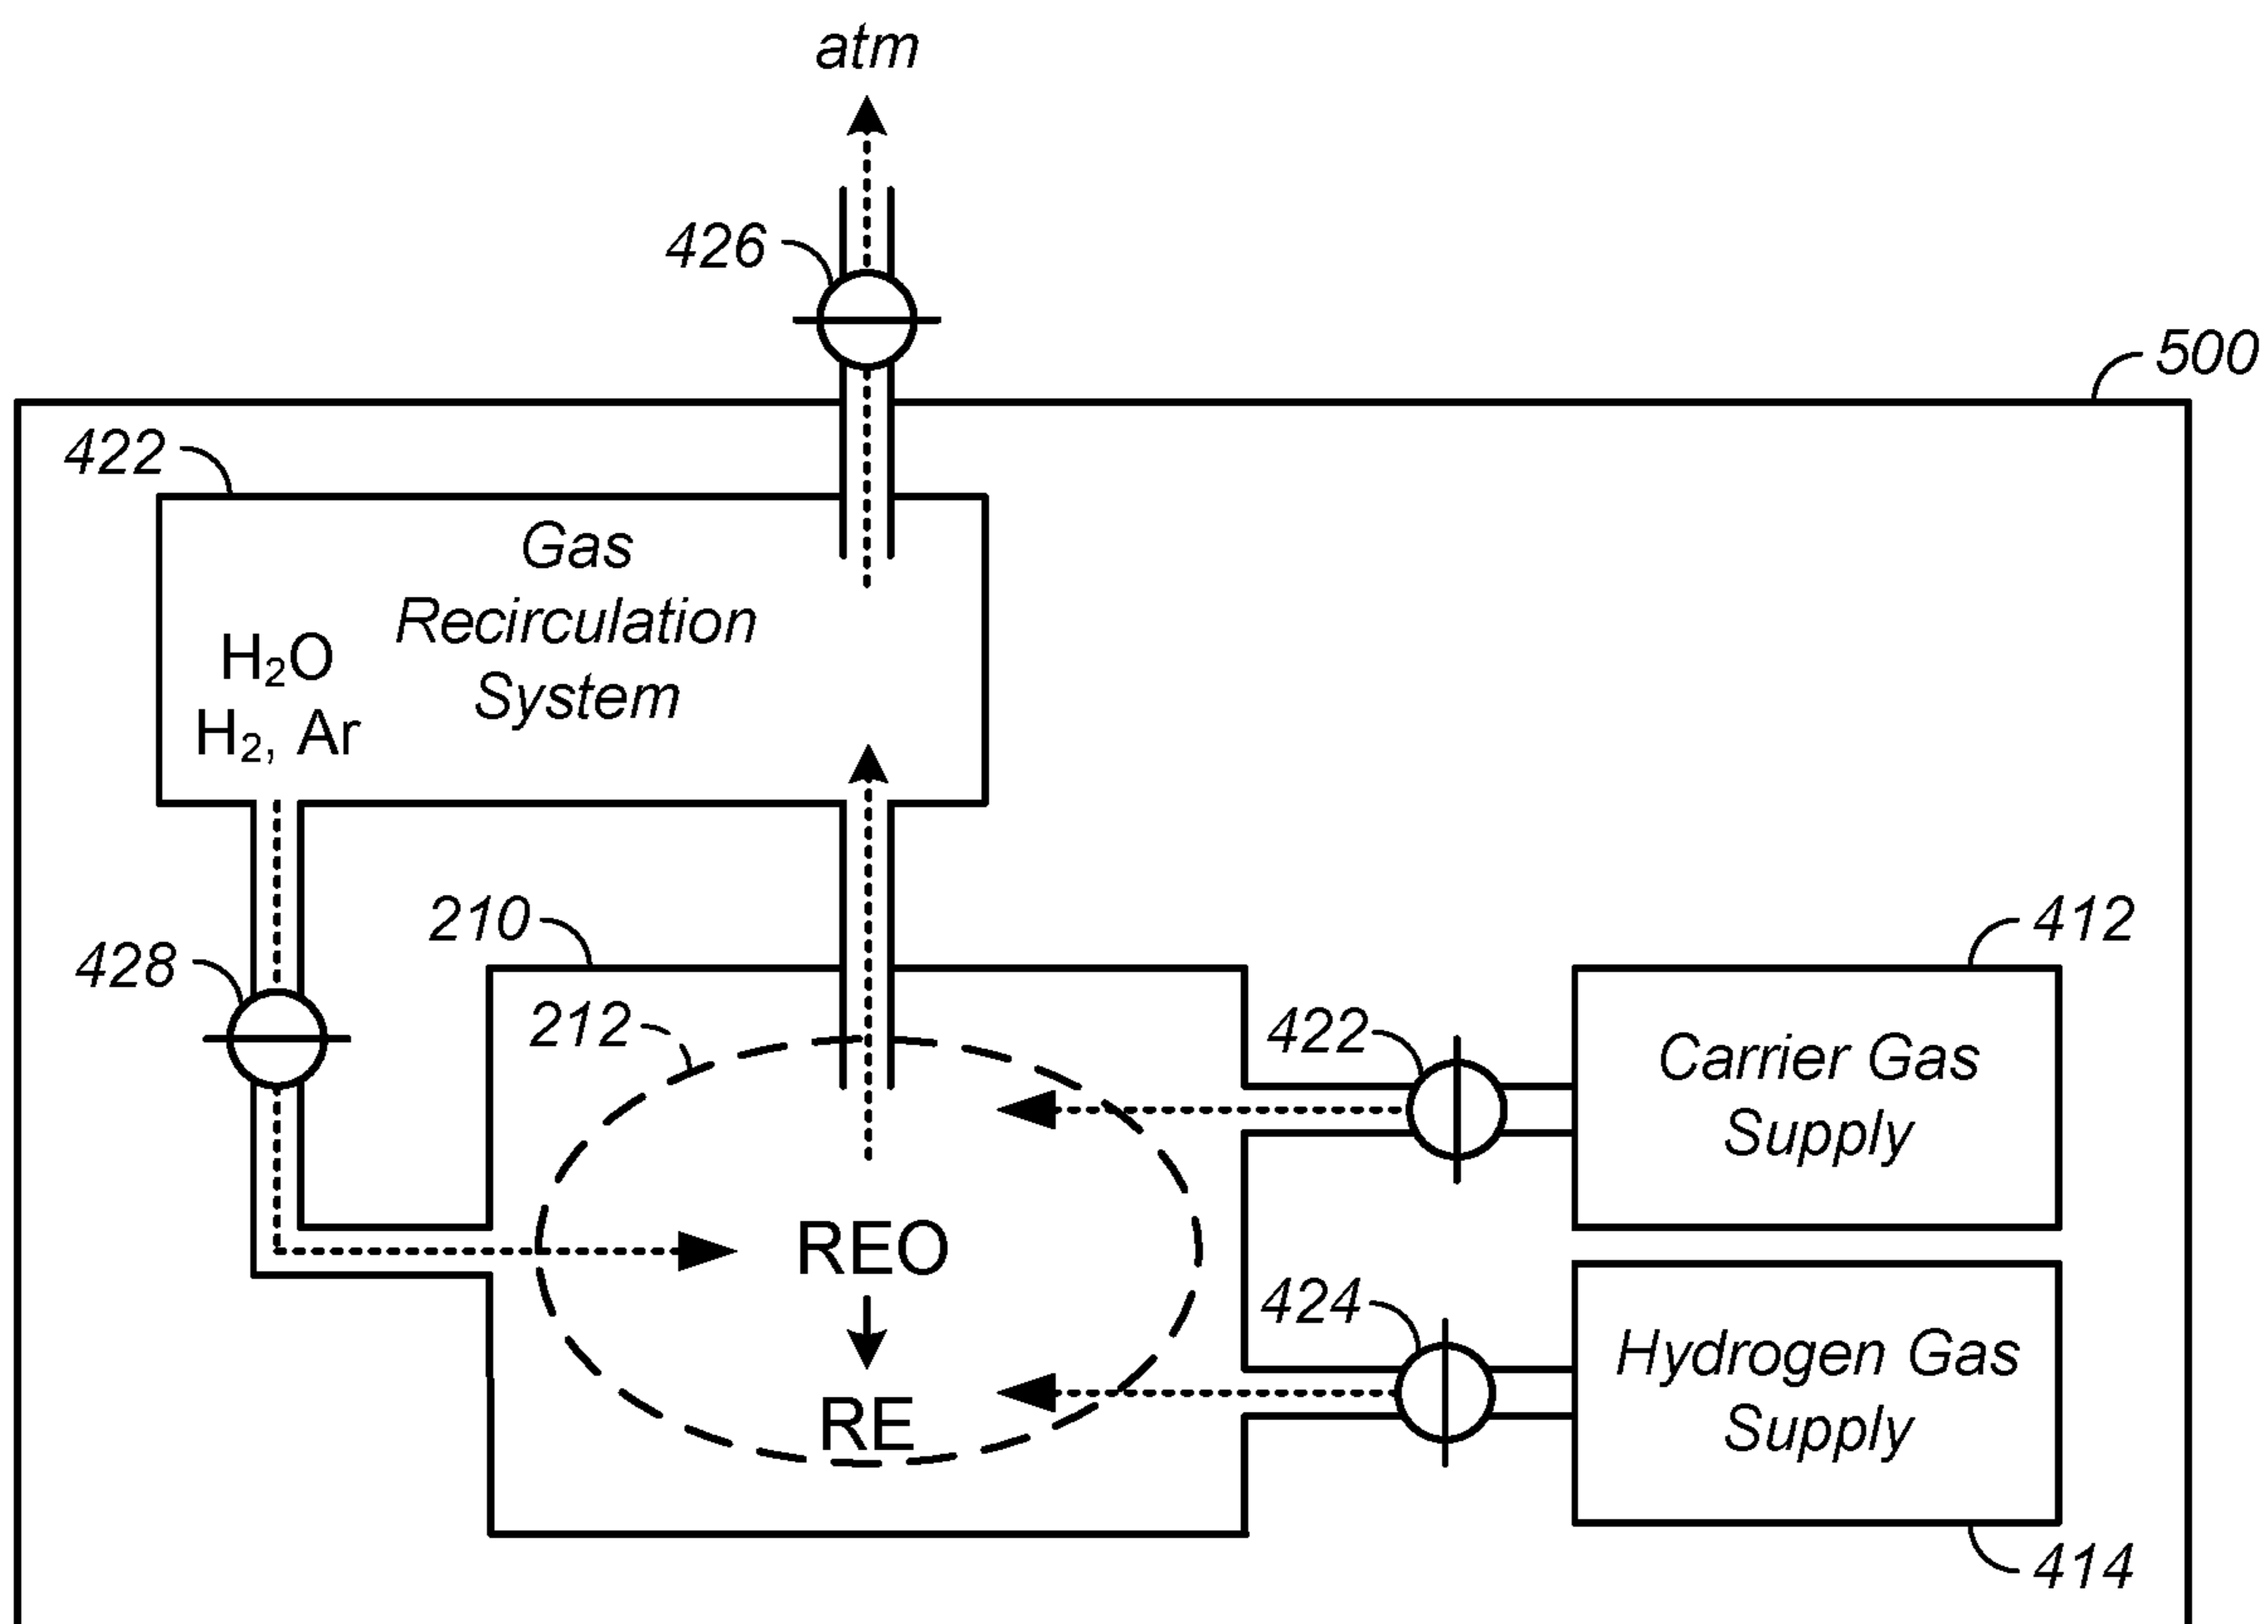 atm
426
500
422
Gas
Recirculation
System
H₂O
H₂, Ar
210
412
428
212
422
Carrier Gas
Supply
REO
424
Hydrogen Gas
Supply
RE
414